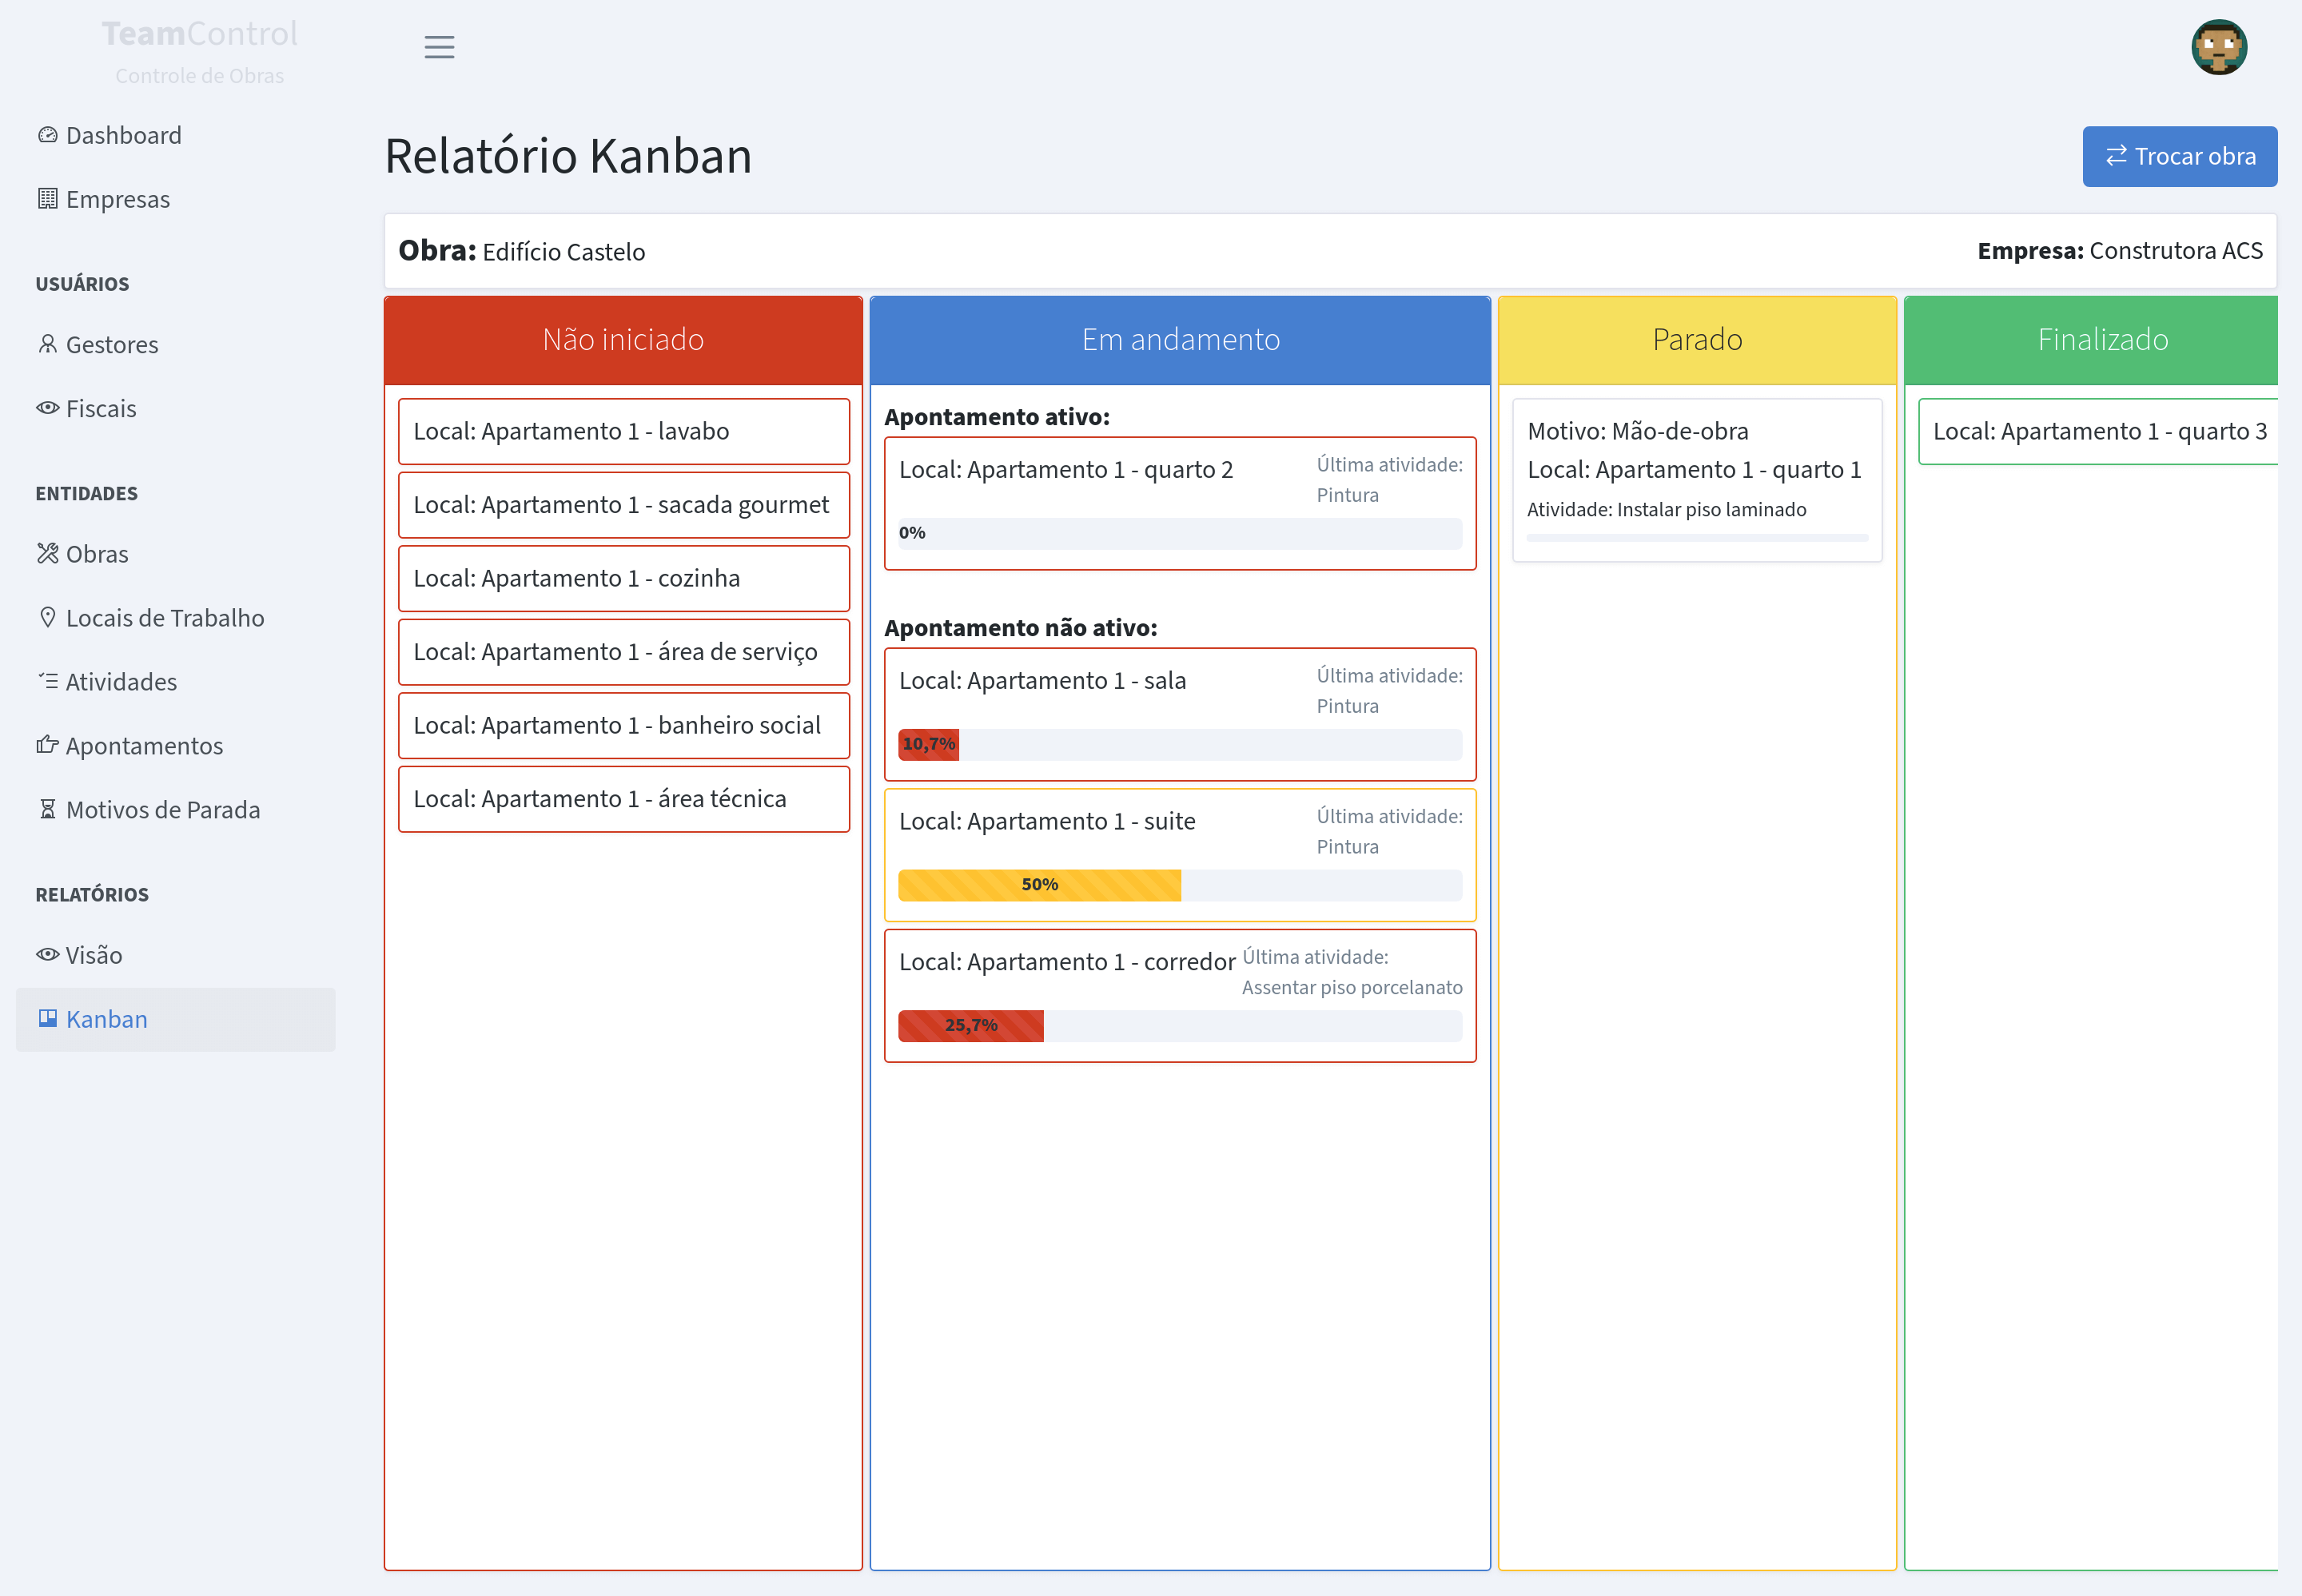 TeamControl
Controle de Obras
Dashboard
Empresas
USUÁRIOS
Gestores
Fiscais
ENTIDADES
Obras
Locais de Trabalho
Atividades
Apontamentos
Motivos de Parada
RELATÓRIOS
Visão
Kanban
Relatório Kanban
Trocar obra
Obra: Edifício Castelo
Empresa: Construtora ACS
Não iniciado
Local: Apartamento 1 - lavabo
Local: Apartamento 1 - sacada gourmet
Local: Apartamento 1 - cozinha
Local: Apartamento 1 - área de serviço
Local: Apartamento 1 - banheiro social
Local: Apartamento 1 - área técnica
Em andamento
Apontamento ativo:
Local: Apartamento 1 - quarto 2
Última atividade:
Pintura
0%
Apontamento não ativo:
Local: Apartamento 1 - sala
Última atividade:
Pintura
10,7%
Local: Apartamento 1 - suite
Última atividade:
Pintura
50%
Local: Apartamento 1 - corredor
Última atividade:
Assentar piso porcelanato
25,7%
Parado
Motivo: Mão-de-obra
Local: Apartamento 1 - quarto 1
Atividade: Instalar piso laminado
Finalizado
Local: Apartamento 1 - quarto 3